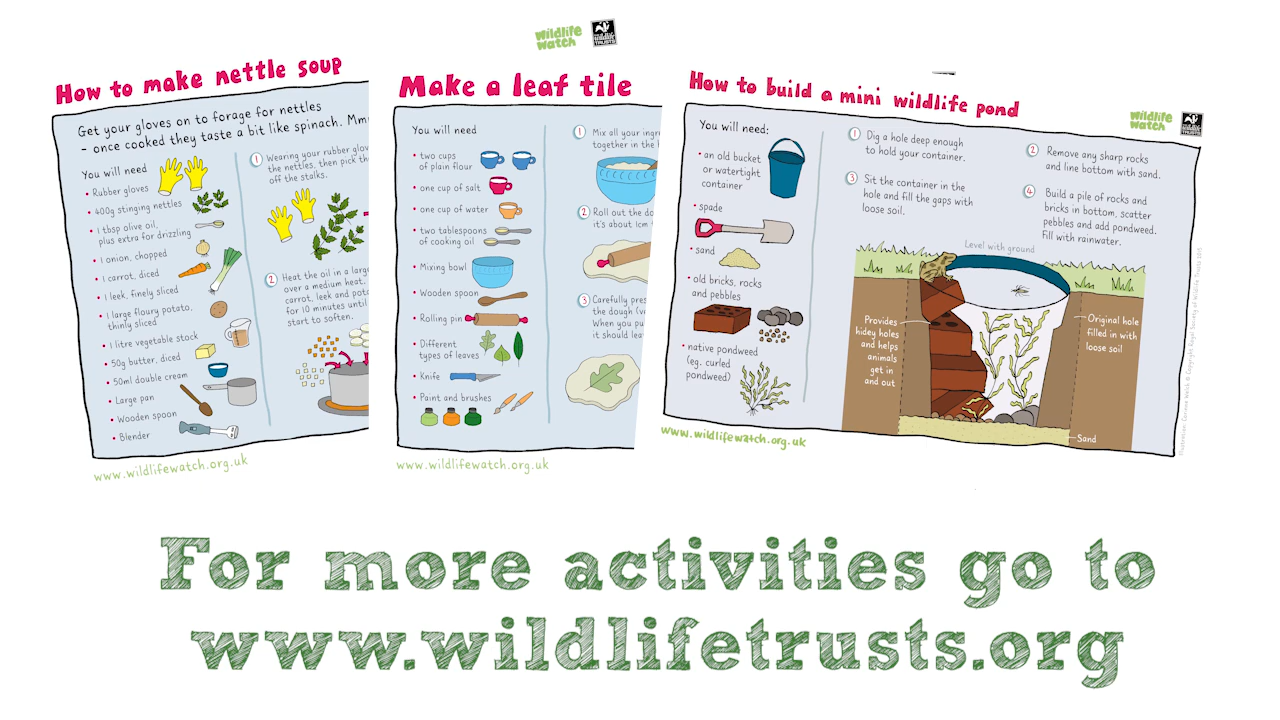 wildlife
watch
THE
wildlife
TRUSTS
How to make nettle soup
Get your gloves on to forage for nettles
- once cooked they taste a bit like spinach.
You will need
• Rubber gloves
• 400g stinging nettles
• 1 tbsp olive oil,
plus extra for drizzling
• 1 onion, chopped
• 1 carrot, diced
• 1 leek, finely sliced
• 1 large floury potato,
thinly sliced
• 1 litre vegetable stock
• 50g butter, diced
• 50ml double cream
• Large pan
• Wooden spoon
• Blender
1 Wearing your rubber
the nettles, then pick
off the stalks.
2 Heat the oil in a
over a medium heat.
carrot, leek and
for 10 minutes until
start to soften.
www.wildlifewatch.org.uk
Make a leaf tile
You will need
• two cups
of plain flour
• one cup of salt
• one cup of water
• two tablespoons
of cooking oil
• Mixing bowl
• Wooden spoon
• Rolling pin
• Different
types of leaves
• Knife
• Paint and brushes
1 Mix all your
together in the
2 Roll out the
it's about 1cm
3 Carefully
the dough
When you
it should
www.wildlifewatch.org.uk
How to build a mini wildlife pond
wildlife
watch
You will need:
• an old bucket
or watertight
container
• spade
• sand
• old bricks, rocks
and pebbles
• native pondweed
(eg. curled
pondweed)
1 Dig a hole deep enough
to hold your container.
2 Remove any sharp rocks
and line bottom with sand.
3 Sit the container in the
hole and fill the gaps with
loose soil.
4 Build a pile of rocks and
bricks in bottom, scatter
pebbles and add pondweed.
Fill with rainwater.
Level with ground
Provides
hidey holes
and helps
animals
get in
and out
Original hole
filled in with
loose soil
Sand
www.wildlifewatch.org.uk
For more activities go to
www.wildlifetrusts.org